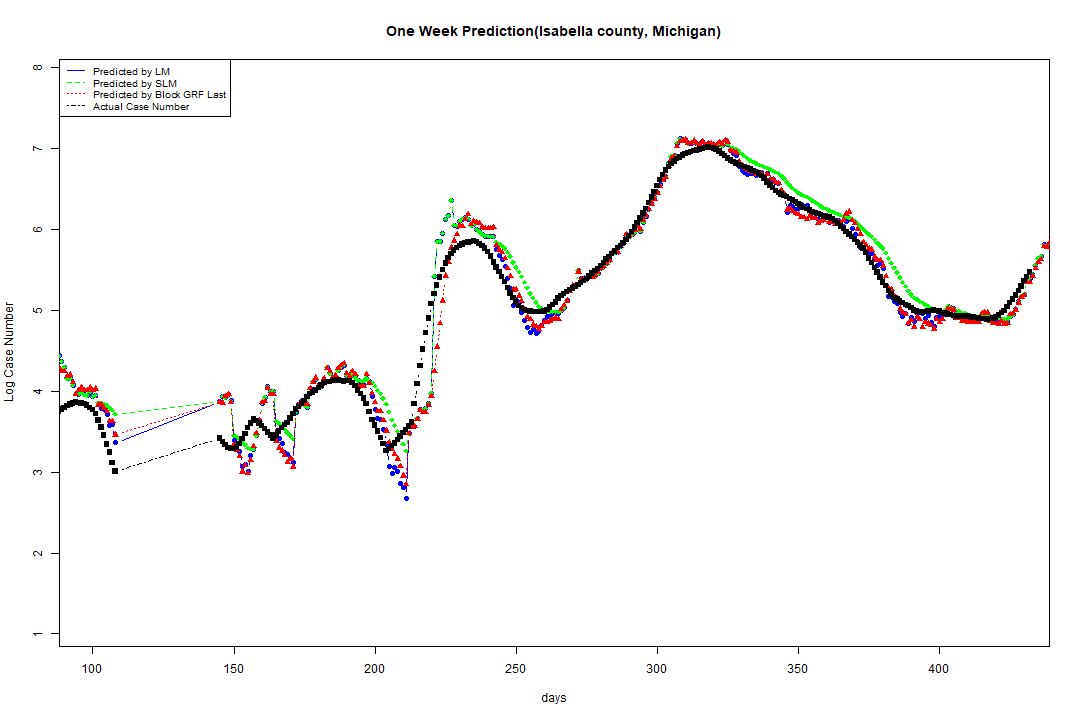 One Week Prediction(Isabella county, Michigan)
Predicted by LM
Predicted by SLM
Predicted by Block GRF Last
Actual Case Number
8
7
6
5
4
3
2
1
Log Case Number
100 150 200 250 300 350 400
days